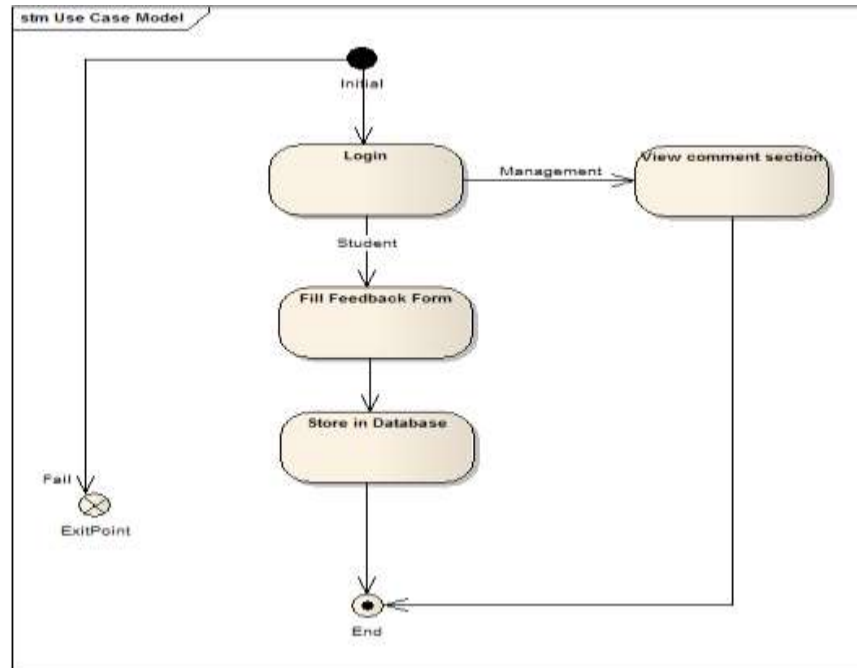 stm Use Case Model
Initial
Login
Management
View comment section
Student
Fill Feedback Form
Store in Database
Fail
ExitPoint
End